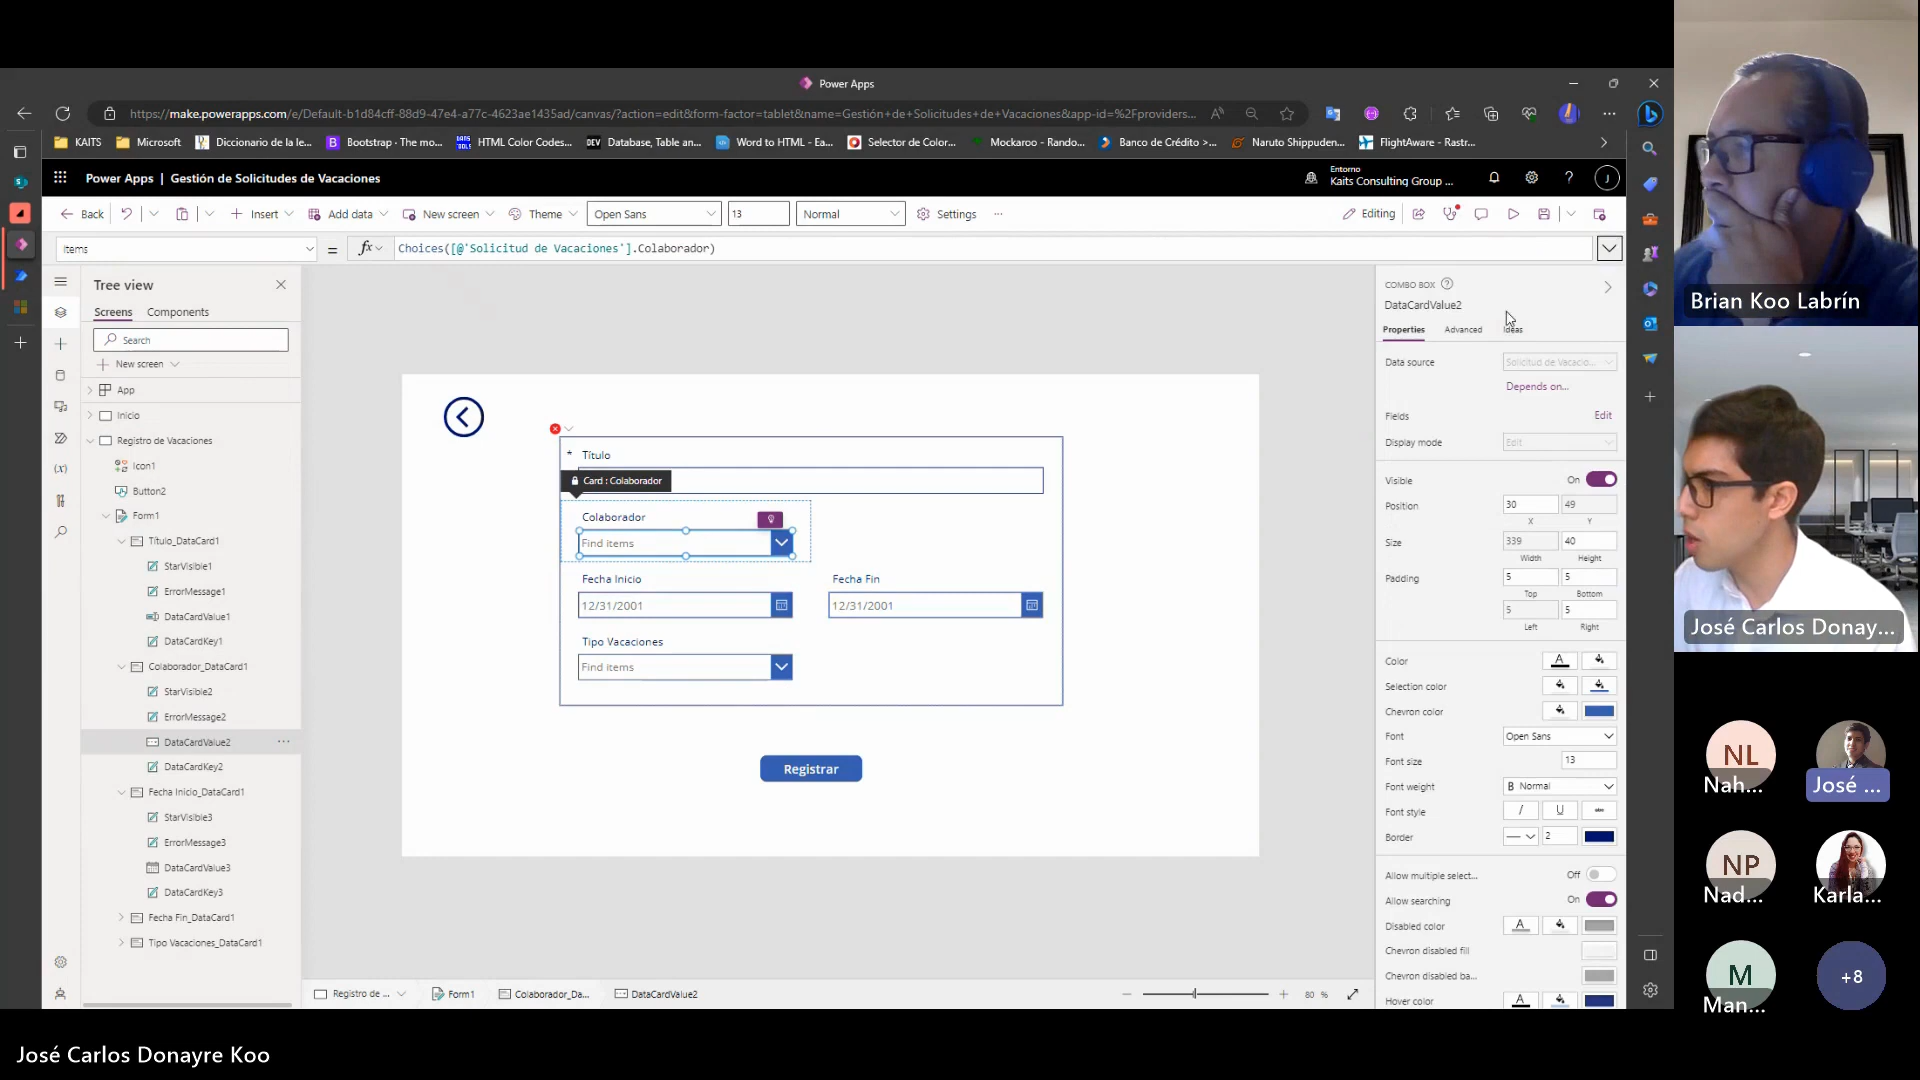 Power Apps
https://make.powerapps.com/e/Default-b1d84cff-88d9-47e4-a77c-4623ae1435ad/canvas/?action=edit&form-factor=tablet&name=Gestión+de+Solicitudes+de+Vacaciones&app-id=%2Fproviders...
KAITS
Microsoft
Diccionario de la le...
Bootstrap · The mo...
HTML Color Codes...
DEV
Database, Table an...
Word to HTML - Ea...
Selector de Color...
Mockaroo - Rando...
Banco de Crédito >...
Naruto Shippuden...
FlightAware - Rastr...
Power Apps | Gestión de Solicitudes de Vacaciones
Entorno
Kaits Consulting Group ...
J
Back
Insert
Add data
New screen
Theme
Open Sans
13
Normal
Settings
Editing
Items
=
fx
Choices([@'Solicitud de Vacaciones'].Colaborador)
Tree view
Screens
Components
Search
New screen
App
Inicio
Registro de Vacaciones
Icon1
Button2
Form1
Título_DataCard1
StarVisible1
ErrorMessage1
DataCardValue1
DataCardKey1
Colaborador_DataCard1
StarVisible2
ErrorMessage2
DataCardValue2
DataCardKey2
Fecha Inicio_DataCard1
StarVisible3
ErrorMessage3
DataCardValue3
DataCardKey3
Fecha Fin_DataCard1
Tipo Vacaciones_DataCard1
* Título
Card : Colaborador
Colaborador
Find items
Fecha Inicio
Fecha Fin
12/31/2001
12/31/2001
Tipo Vacaciones
Find items
Registrar
Registro de ...
Form1
Colaborador_Da...
DataCardValue2
80 %
COMBO BOX
DataCardValue2
Properties
Advanced
Ideas
Data source
Solicitud de Vacacio...
Depends on...
Fields
Edit
Display mode
Edit
Visible
On
Position
30
49
X
Y
Size
339
40
Width
Height
Padding
5
5
Top
Bottom
5
5
Left
Right
Color
Selection color
Chevron color
Font
Open Sans
Font size
13
Font weight
B Normal
Font style
/
U
abc
Border
2
Allow multiple select...
Off
Allow searching
On
Disabled color
Chevron disabled fill
Chevron disabled ba...
Hover color
Brian Koo Labrín
José Carlos Donay...
NL
Nah...
José ...
NP
Nad...
Karla...
M
Man...
+8
José Carlos Donayre Koo